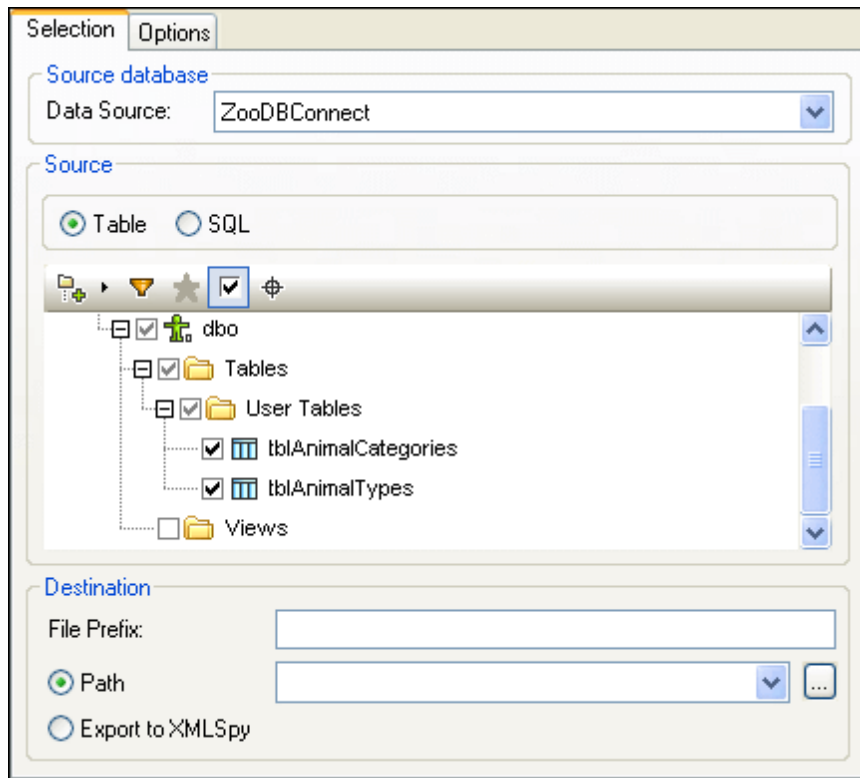 Selection Options
Source database
Data Source: ZooDBConnect
Source
Table SQL
dbo
Tables
User Tables
tblAnimalCategories
tblAnimalTypes
Views
Destination
File Prefix:
Path ...
Export to XMLSpy